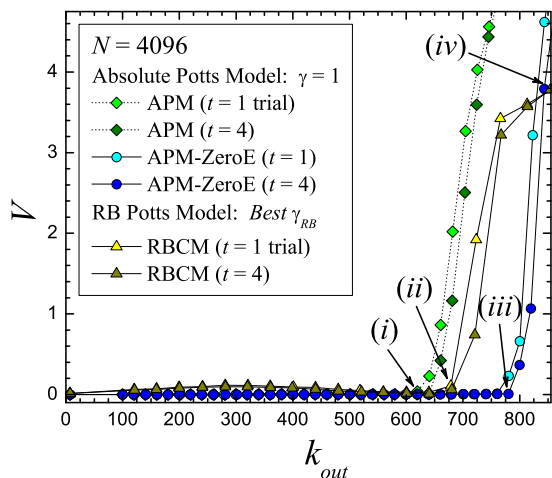 N = 4096
Absolute Potts Model: γ = 1
APM (t = 1 trial)
APM (t = 4)
APM-ZeroE (t = 1)
APM-ZeroE (t = 4)
RB Potts Model: Best γ_RB
RBCM (t = 1 trial)
RBCM (t = 4)
(iv)
(iii)
(ii)
(i)
V
4
3
2
1
0
0 100 200 300 400 500 600 700 800
k_out